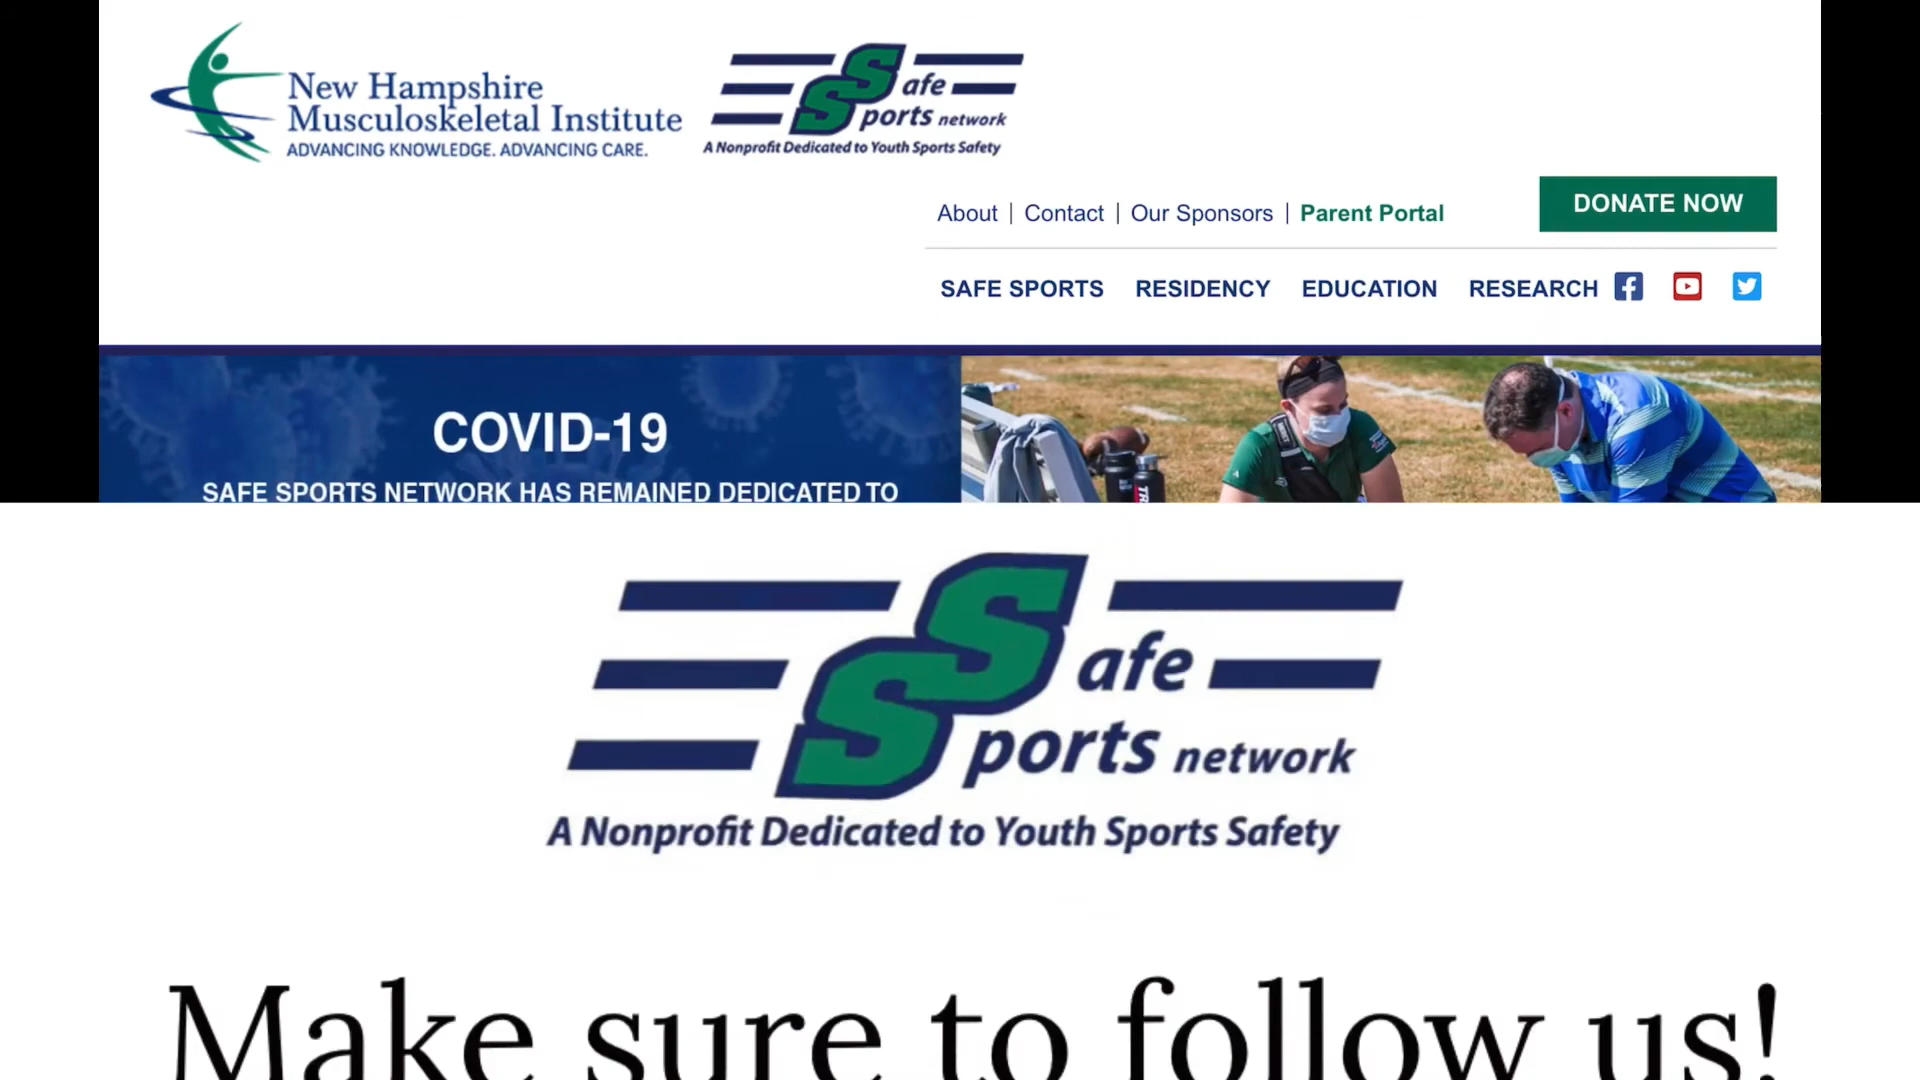 New Hampshire
Musculoskeletal Institute
ADVANCING KNOWLEDGE. ADVANCING CARE.
Safe
Sports network
A Nonprofit Dedicated to Youth Sports Safety
About | Contact | Our Sponsors | Parent Portal
DONATE NOW
SAFE SPORTS RESIDENCY EDUCATION RESEARCH
COVID-19
SAFE SPORTS NETWORK HAS REMAINED DEDICATED TO
Safe
Sports network
A Nonprofit Dedicated to Youth Sports Safety
Make sure to follow us!